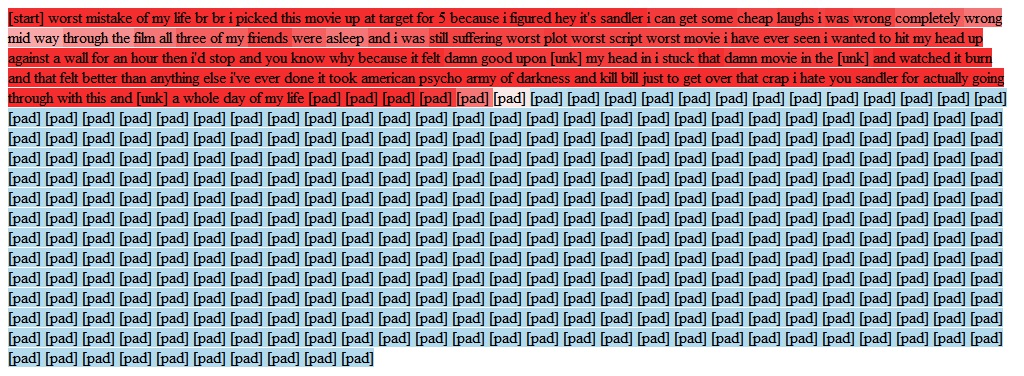 [start] worst mistake of my life br br i picked this movie up at target for 5 because i figured hey it's sandler i can get some cheap laughs i was wrong completely wrong
mid way through the film all three of my friends were asleep and i was still suffering worst plot worst script worst movie i have ever seen i wanted to hit my head up
against a wall for an hour then i'd stop and you know why because it felt damn good upon [unk] my head in i stuck that damn movie in the [unk] and watched it burn
and that felt better than anything else i've ever done it took american psycho army of darkness and kill bill just to get over that crap i hate you sandler for actually going
through with this and [unk] a whole day of my life [pad] [pad] [pad] [pad] [pad] [pad] [pad] [pad] [pad] [pad] [pad] [pad] [pad] [pad] [pad] [pad] [pad] [pad] [pad]
[pad] [pad] [pad] [pad] [pad] [pad] [pad] [pad] [pad] [pad] [pad] [pad] [pad] [pad] [pad] [pad] [pad] [pad] [pad] [pad] [pad] [pad] [pad] [pad] [pad] [pad] [pad]
[pad] [pad] [pad] [pad] [pad] [pad] [pad] [pad] [pad] [pad] [pad] [pad] [pad] [pad] [pad] [pad] [pad] [pad] [pad] [pad] [pad] [pad] [pad] [pad] [pad] [pad] [pad]
[pad] [pad] [pad] [pad] [pad] [pad] [pad] [pad] [pad] [pad] [pad] [pad] [pad] [pad] [pad] [pad] [pad] [pad] [pad] [pad] [pad] [pad] [pad] [pad] [pad] [pad] [pad]
[pad] [pad] [pad] [pad] [pad] [pad] [pad] [pad] [pad] [pad] [pad] [pad] [pad] [pad] [pad] [pad] [pad] [pad] [pad] [pad] [pad] [pad] [pad] [pad] [pad] [pad] [pad]
[pad] [pad] [pad] [pad] [pad] [pad] [pad] [pad] [pad] [pad] [pad] [pad] [pad] [pad] [pad] [pad] [pad] [pad] [pad] [pad] [pad] [pad] [pad] [pad] [pad] [pad] [pad]
[pad] [pad] [pad] [pad] [pad] [pad] [pad] [pad] [pad] [pad] [pad] [pad] [pad] [pad] [pad] [pad] [pad] [pad] [pad] [pad] [pad] [pad] [pad] [pad] [pad] [pad] [pad]
[pad] [pad] [pad] [pad] [pad] [pad] [pad] [pad] [pad] [pad] [pad] [pad] [pad] [pad] [pad] [pad] [pad] [pad] [pad] [pad] [pad] [pad] [pad] [pad] [pad] [pad] [pad]
[pad] [pad] [pad] [pad] [pad] [pad] [pad] [pad] [pad] [pad] [pad] [pad] [pad] [pad] [pad] [pad] [pad] [pad] [pad] [pad] [pad] [pad] [pad] [pad] [pad] [pad] [pad]
[pad] [pad] [pad] [pad] [pad] [pad] [pad] [pad] [pad] [pad] [pad] [pad] [pad] [pad] [pad] [pad] [pad] [pad] [pad] [pad] [pad] [pad] [pad] [pad] [pad] [pad] [pad]
[pad] [pad] [pad] [pad] [pad] [pad] [pad] [pad] [pad] [pad] [pad] [pad] [pad] [pad] [pad] [pad] [pad] [pad] [pad] [pad] [pad] [pad] [pad] [pad] [pad] [pad] [pad]
[pad] [pad] [pad] [pad] [pad] [pad] [pad] [pad] [pad] [pad] [pad] [pad] [pad] [pad] [pad] [pad] [pad] [pad] [pad] [pad] [pad] [pad] [pad] [pad] [pad] [pad] [pad]
[pad] [pad] [pad] [pad] [pad] [pad] [pad] [pad] [pad] [pad] [pad] [pad] [pad] [pad] [pad] [pad] [pad] [pad] [pad] [pad] [pad] [pad] [pad] [pad] [pad] [pad] [pad]
[pad] [pad] [pad] [pad] [pad] [pad] [pad] [pad] [pad] [pad]